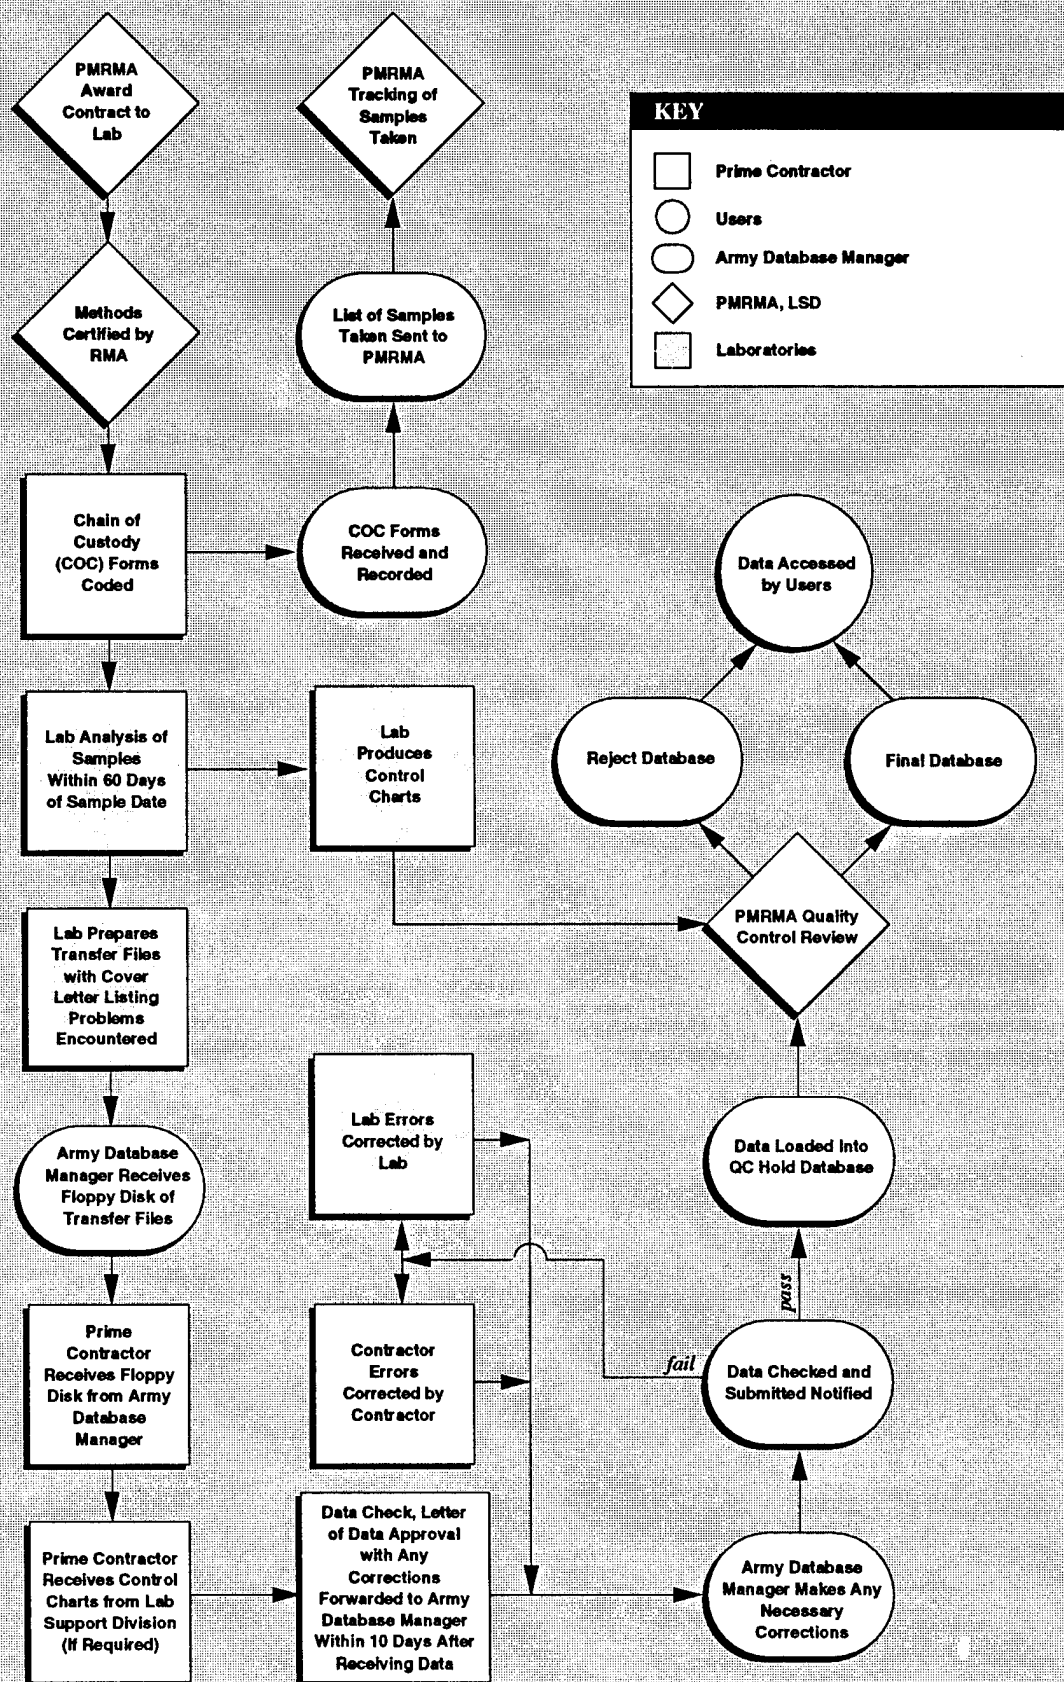 PMRMA
Award
Contract to
Lab
PMRMA
Tracking of
Samples
Taken
KEY
Prime Contractor
Users
Army Database Manager
PMRMA, LSD
Laboratories
Methods
Certified by
RMA
List of Samples
Taken Sent to
PMRMA
Chain of
Custody
(COC) Forms
Coded
COC Forms
Received and
Recorded
Data Accessed
by Users
Lab Analysis of
Samples
Within 60 Days
of Sample Date
Lab
Produces
Control
Charts
Reject Database
Final Database
PMRMA Quality
Control Review
Lab Prepares
Transfer Files
with Cover
Letter Listing
Problems
Encountered
Lab Errors
Corrected by
Lab
Data Loaded Into
QC Hold Database
Army Database
Manager Receives
Floppy Disk of
Transfer Files
pass
Prime
Contractor
Receives Floppy
Disk from Army
Database
Manager
Contractor
Errors
Corrected by
Contractor
fail
Data Checked and
Submitted Notified
Prime Contractor
Receives Control
Charts from Lab
Support Division
(If Required)
Data Check, Letter
of Data Approval
with Any
Corrections
Forwarded to Army
Database Manager
Within 10 Days After
Receiving Data
Army Database
Manager Makes Any
Necessary
Corrections